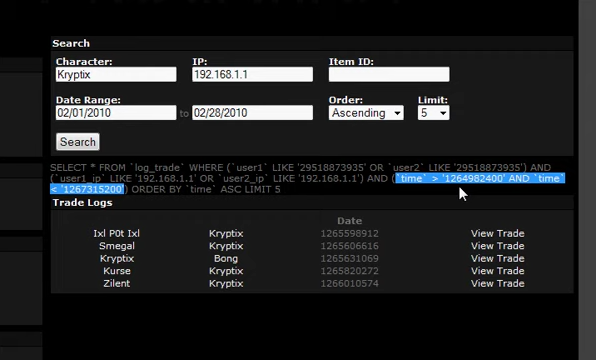 Search
Character: IP: Item ID:
Kryptix 192.168.1.1
Date Range: Order: Limit:
02/01/2010 to 02/28/2010 Ascending 5
Search
SELECT * FROM `log_trade` WHERE (`user1` LIKE '29518873935' OR `user2` LIKE '29518873935') AND
(`user1_ip` LIKE '192.168.1.1' OR `user2_ip` LIKE '192.168.1.1') AND (`time` > '1264982400' AND `time`
< '1267315200') ORDER BY `time` ASC LIMIT 5
Trade Logs
Date
Ixl P0t Ixl Kryptix 1265598912 View Trade
Smegal Kryptix 1265606616 View Trade
Kryptix Bong 1265631069 View Trade
Kurse Kryptix 1265820272 View Trade
Zilent Kryptix 1266010574 View Trade